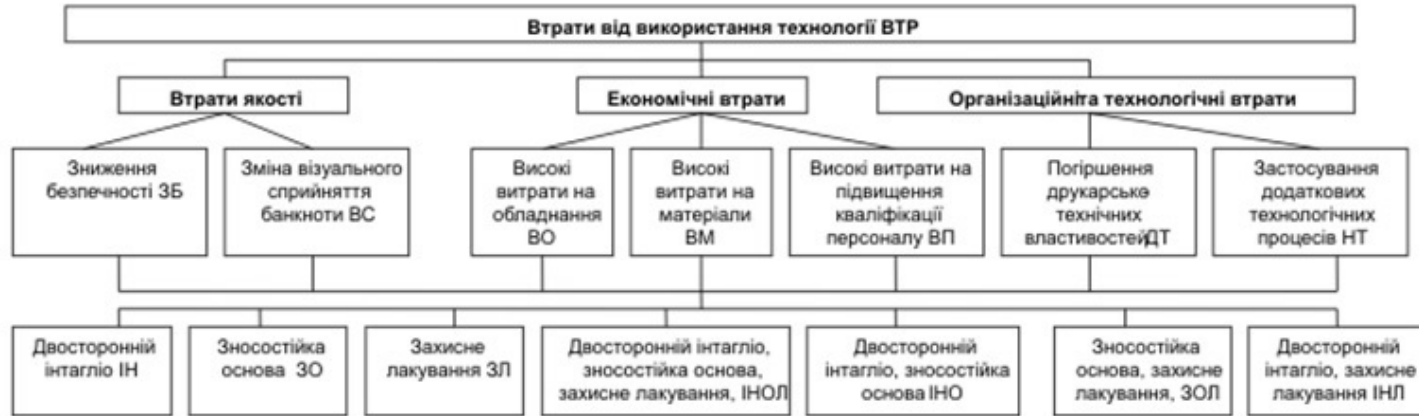 Втрати від використання технології ВТР
Втрати якості
Економічні втрати
Організаційніта технологічні втрати
Зниження
безпечності ЗБ
Зміна візуального
сприйняття
банкноти ВС
Високі
витрати на
обладнання
ВО
Високі
витрати на
матеріали
ВМ
Високі витрати на
підвищення
кваліфікації
персоналу ВП
Погіршення
друкарсько
технічних
властивостейДТ
Застосування
додаткових
технологічних
процесів НТ
Двосторонній
інтагліо ІН
Зносостійка
основа ЗО
Захисне
лакування ЗЛ
Двосторонній інтагліо,
зносостійка основа,
захисне лакування, ІНОЛ
Двосторонній
інтагліо, зносостійка
основа ІНО
Зносостійка
основа, захисне
лакування, ЗОЛ
Двосторонній
інтагліо, захисне
лакування ІНЛ